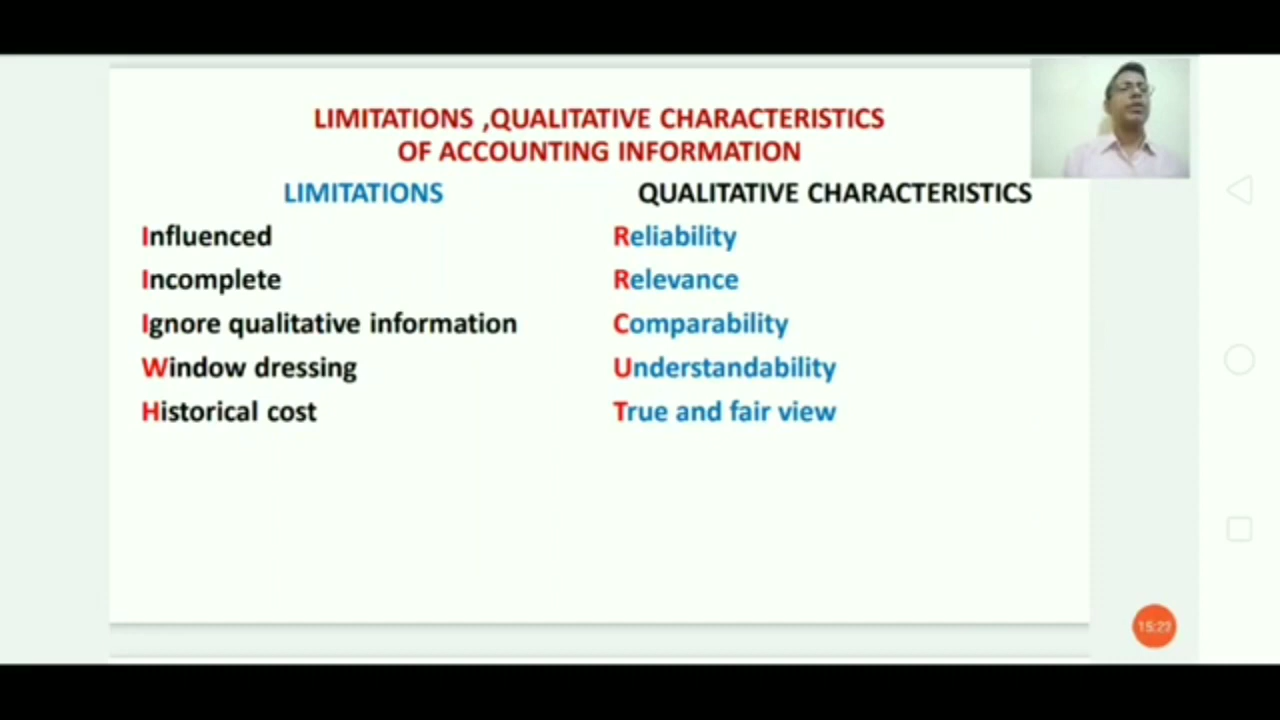 LIMITATIONS ,QUALITATIVE CHARACTERISTICS
OF ACCOUNTING INFORMATION
LIMITATIONS
Influenced
Incomplete
Ignore qualitative information
Window dressing
Historical cost
QUALITATIVE CHARACTERISTICS
Reliability
Relevance
Comparability
Understandability
True and fair view